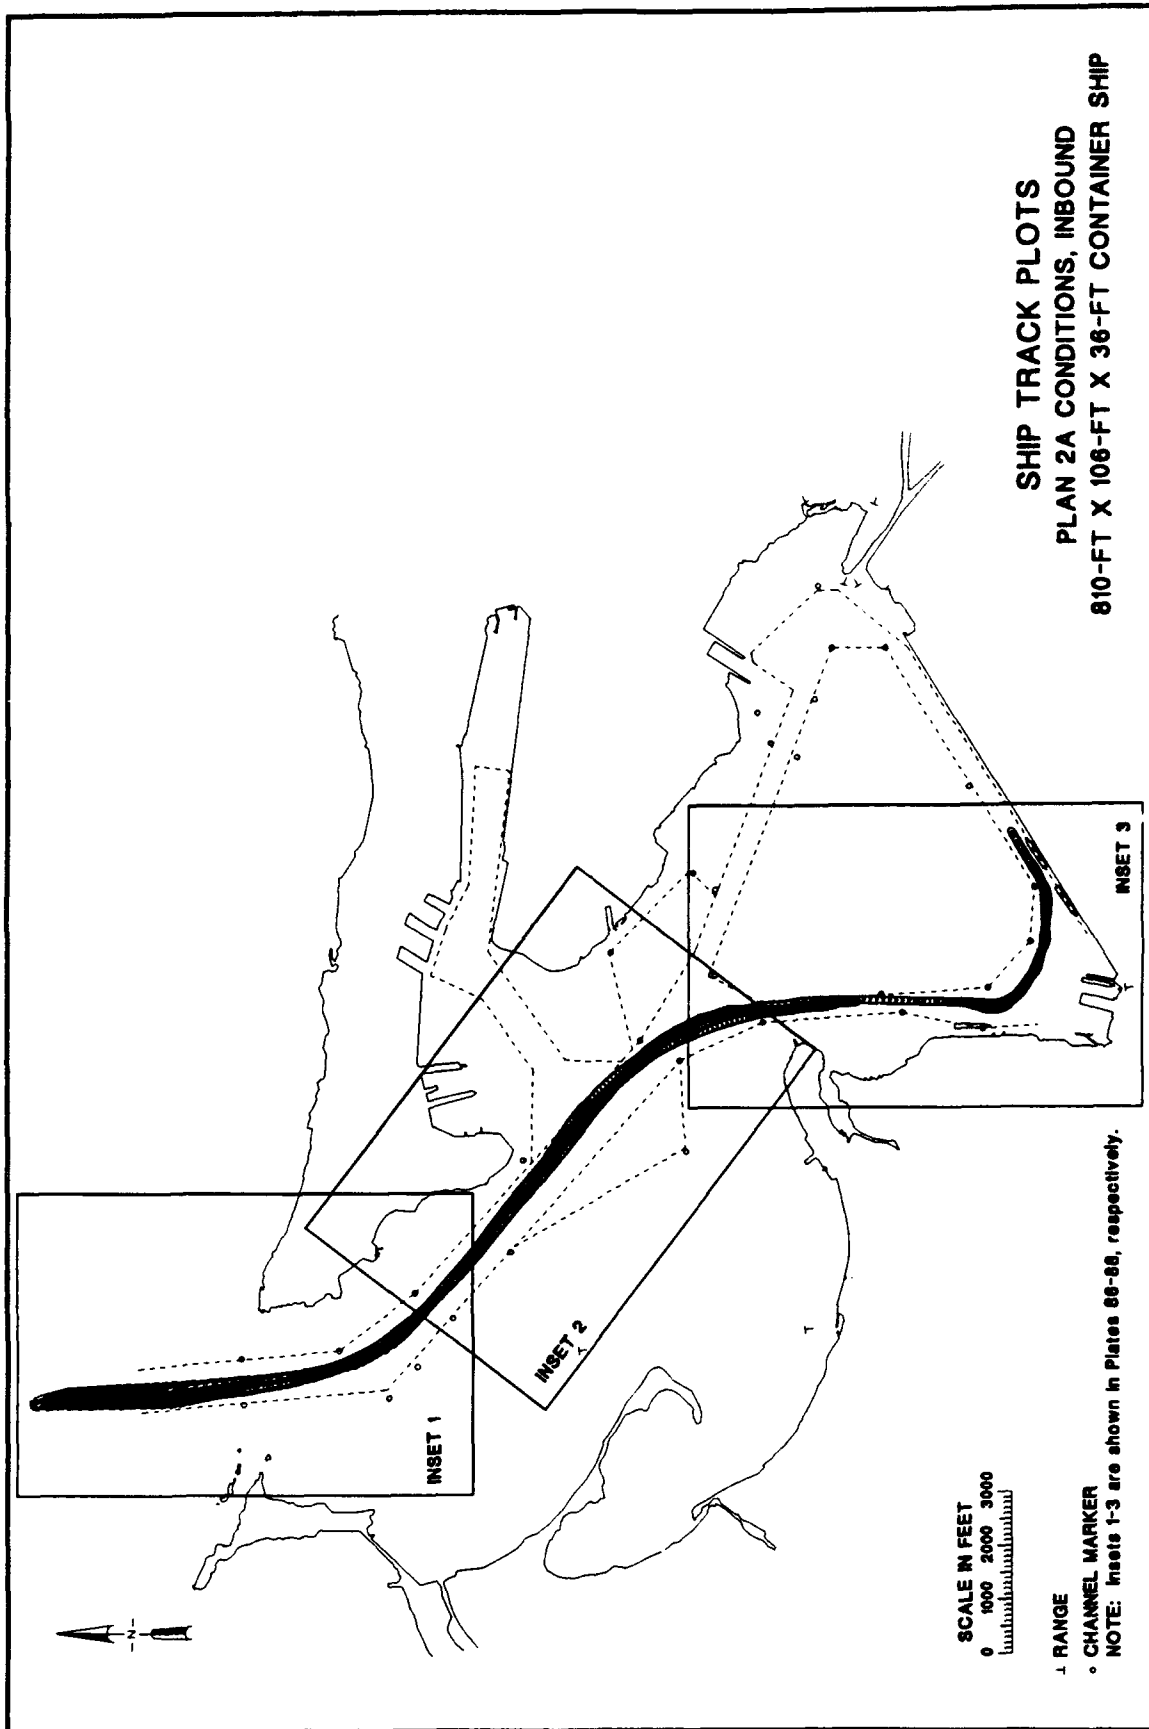 N
INSET 1
INSET 2
INSET 3
SCALE IN FEET
0 1000 2000 3000
RANGE
CHANNEL MARKER
NOTE: Insets 1-3 are shown in Plates 86-88, respectively.
SHIP TRACK PLOTS
PLAN 2A CONDITIONS, INBOUND
810-FT X 106-FT X 36-FT CONTAINER SHIP